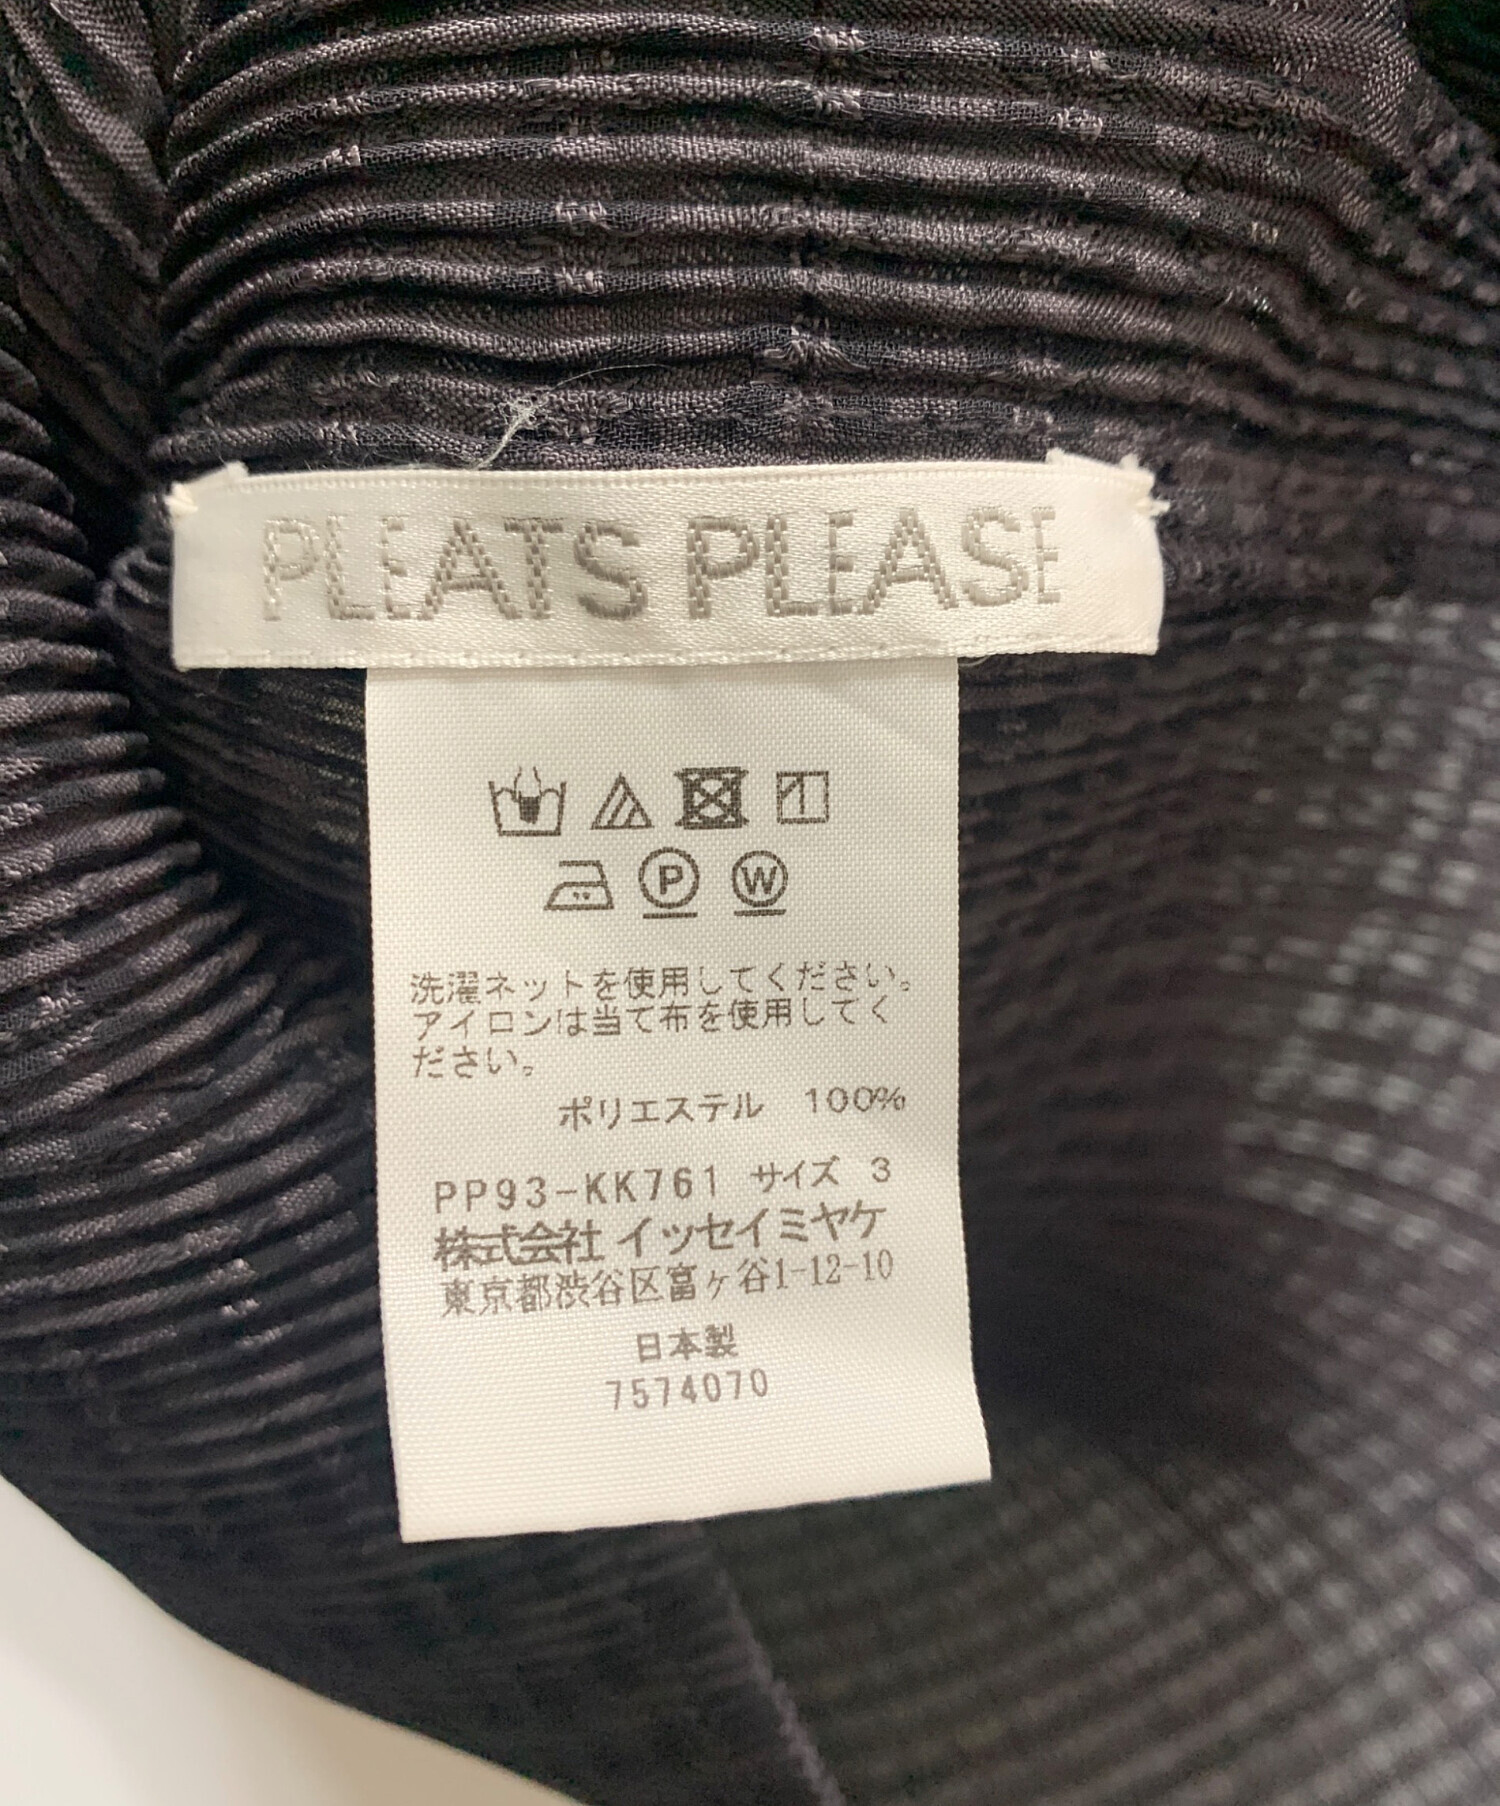 PLEATS PLEASE
P
W
洗濯ネットを使用してください。
アイロンは当て布を使用してく
ださい。
ポリエステル 100%
PP93-KK761 サイズ 3
株式会社 イッセイミヤケ
東京都渋谷区富ヶ谷1-12-10
日本製
7574070